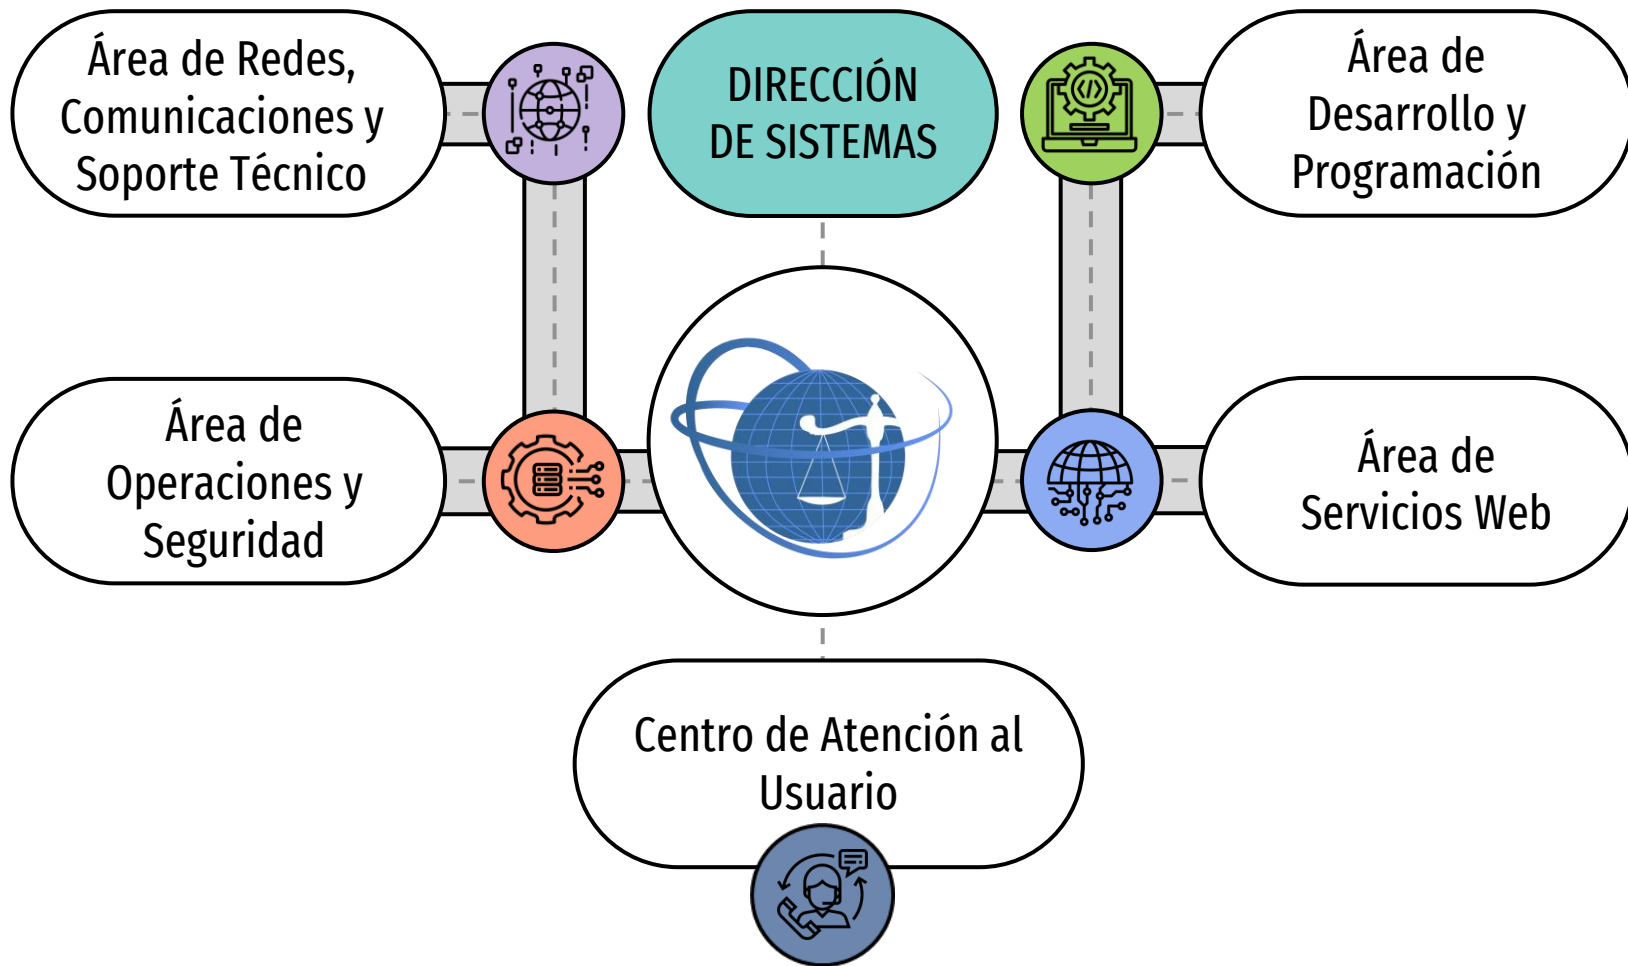 Área de Redes,
Comunicaciones y
Soporte Técnico
DIRECCIÓN
DE SISTEMAS
Área de
Desarrollo y
Programación
Área de
Operaciones y
Seguridad
Área de
Servicios Web
Centro de Atención al
Usuario